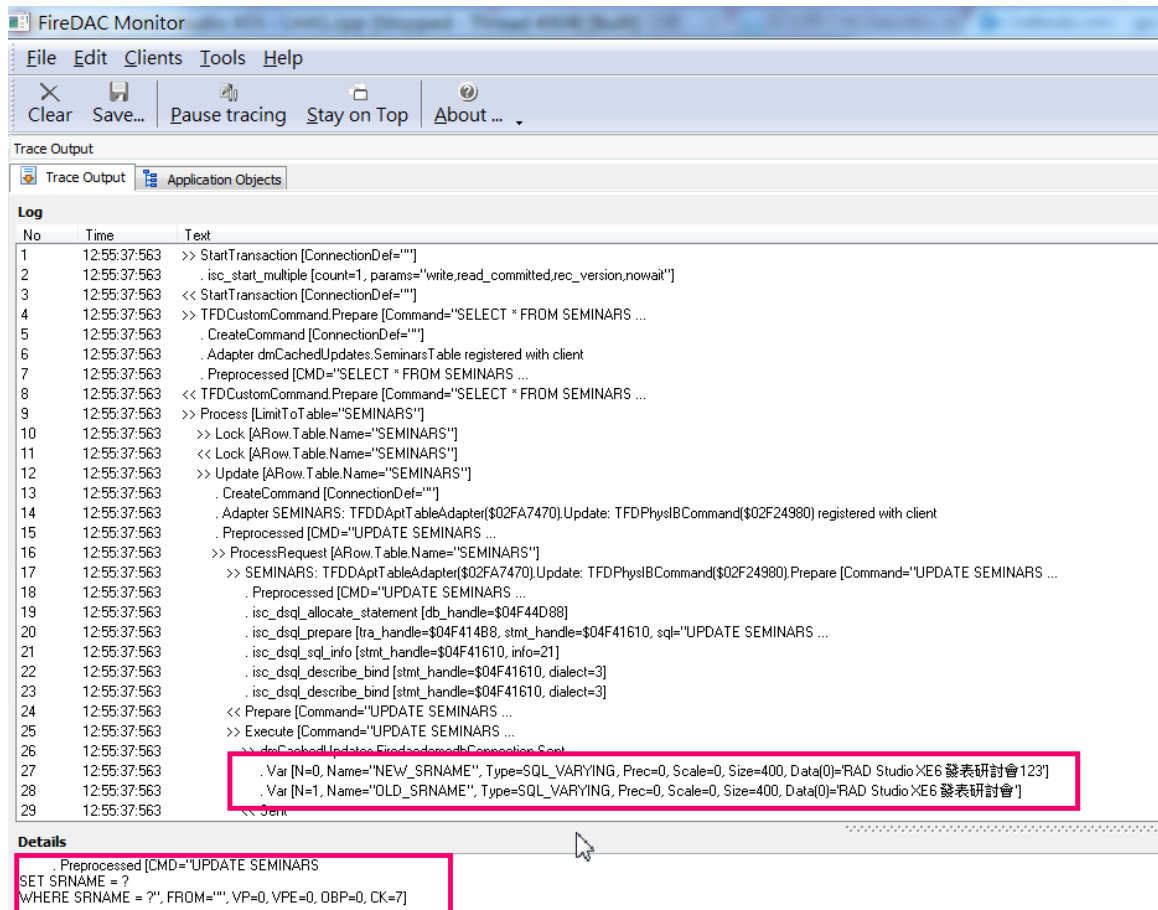 FireDAC Monitor
File Edit Clients Tools Help
Clear Save... Pause tracing Stay on Top About ...
Trace Output
Trace Output Application Objects
Log
No Time Text
1 12:55:37:563 >> StartTransaction [ConnectionDef=""]
2 12:55:37:563 . isc_start_multiple [count=1, params="write,read_committed,rec_version,nowait"]
3 12:55:37:563 << StartTransaction [ConnectionDef=""]
4 12:55:37:563 >> TFDCustomCommand.Prepare [Command="SELECT * FROM SEMINARS ...
5 12:55:37:563 . CreateCommand [ConnectionDef=""]
6 12:55:37:563 . Adapter dmCachedUpdates.SeminarsTable registered with client
7 12:55:37:563 . Preprocessed [CMD="SELECT * FROM SEMINARS ...
8 12:55:37:563 << TFDCustomCommand.Prepare [Command="SELECT * FROM SEMINARS ...
9 12:55:37:563 >> Process [LimitToTable="SEMINARS"]
10 12:55:37:563 >> Lock [ARow.Table.Name="SEMINARS"]
11 12:55:37:563 << Lock [ARow.Table.Name="SEMINARS"]
12 12:55:37:563 >> Update [ARow.Table.Name="SEMINARS"]
13 12:55:37:563 . CreateCommand [ConnectionDef=""]
14 12:55:37:563 . Adapter SEMINARS: TFDDAptTableAdapter($02FA7470).Update: TFDPhysIBCommand($02F24980) registered with client
15 12:55:37:563 . Preprocessed [CMD="UPDATE SEMINARS ...
16 12:55:37:563 >> ProcessRequest [ARow.Table.Name="SEMINARS"]
17 12:55:37:563 >> SEMINARS: TFDDAptTableAdapter($02FA7470).Update: TFDPhysIBCommand($02F24980).Prepare [Command="UPDATE SEMINARS ...
18 12:55:37:563 . Preprocessed [CMD="UPDATE SEMINARS ...
19 12:55:37:563 . isc_dsql_allocate_statement [db_handle=$04F44D88]
20 12:55:37:563 . isc_dsql_prepare [tra_handle=$04F414B8, stmt_handle=$04F41610, sql="UPDATE SEMINARS ...
21 12:55:37:563 . isc_dsql_sql_info [stmt_handle=$04F41610, info=21]
22 12:55:37:563 . isc_dsql_describe_bind [stmt_handle=$04F41610, dialect=3]
23 12:55:37:563 . isc_dsql_describe_bind [stmt_handle=$04F41610, dialect=3]
24 12:55:37:563 << Prepare [Command="UPDATE SEMINARS ...
25 12:55:37:563 >> Execute [Command="UPDATE SEMINARS ...
26 12:55:37:563 >> dmCachedUpdates.FiredacdemodbConnection.Sent
27 12:55:37:563 . Var [N=0, Name="NEW_SRNAME", Type=SQL_VARYING, Prec=0, Scale=0, Size=400, Data(0)='RAD Studio XE6 發表研討會123']
28 12:55:37:563 . Var [N=1, Name="OLD_SRNAME", Type=SQL_VARYING, Prec=0, Scale=0, Size=400, Data(0)='RAD Studio XE6 發表研討會']
29 12:55:37:563 << Sent
Details
. Preprocessed [CMD="UPDATE SEMINARS
SET SRNAME = ?
WHERE SRNAME = ?", FROM="", VP=0, VPE=0, OBP=0, CK=7]